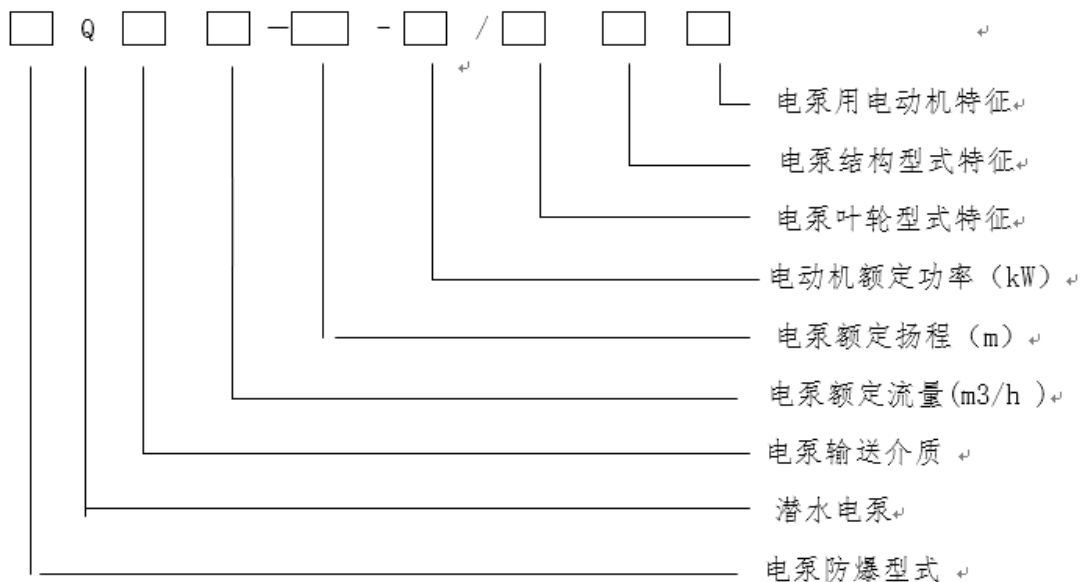 Q — - /
电泵用电动机特征
电泵结构型式特征
电泵叶轮型式特征
电动机额定功率（kW）
电泵额定扬程（m）
电泵额定流量(m3/h )
电泵输送介质
潜水电泵
电泵防爆型式